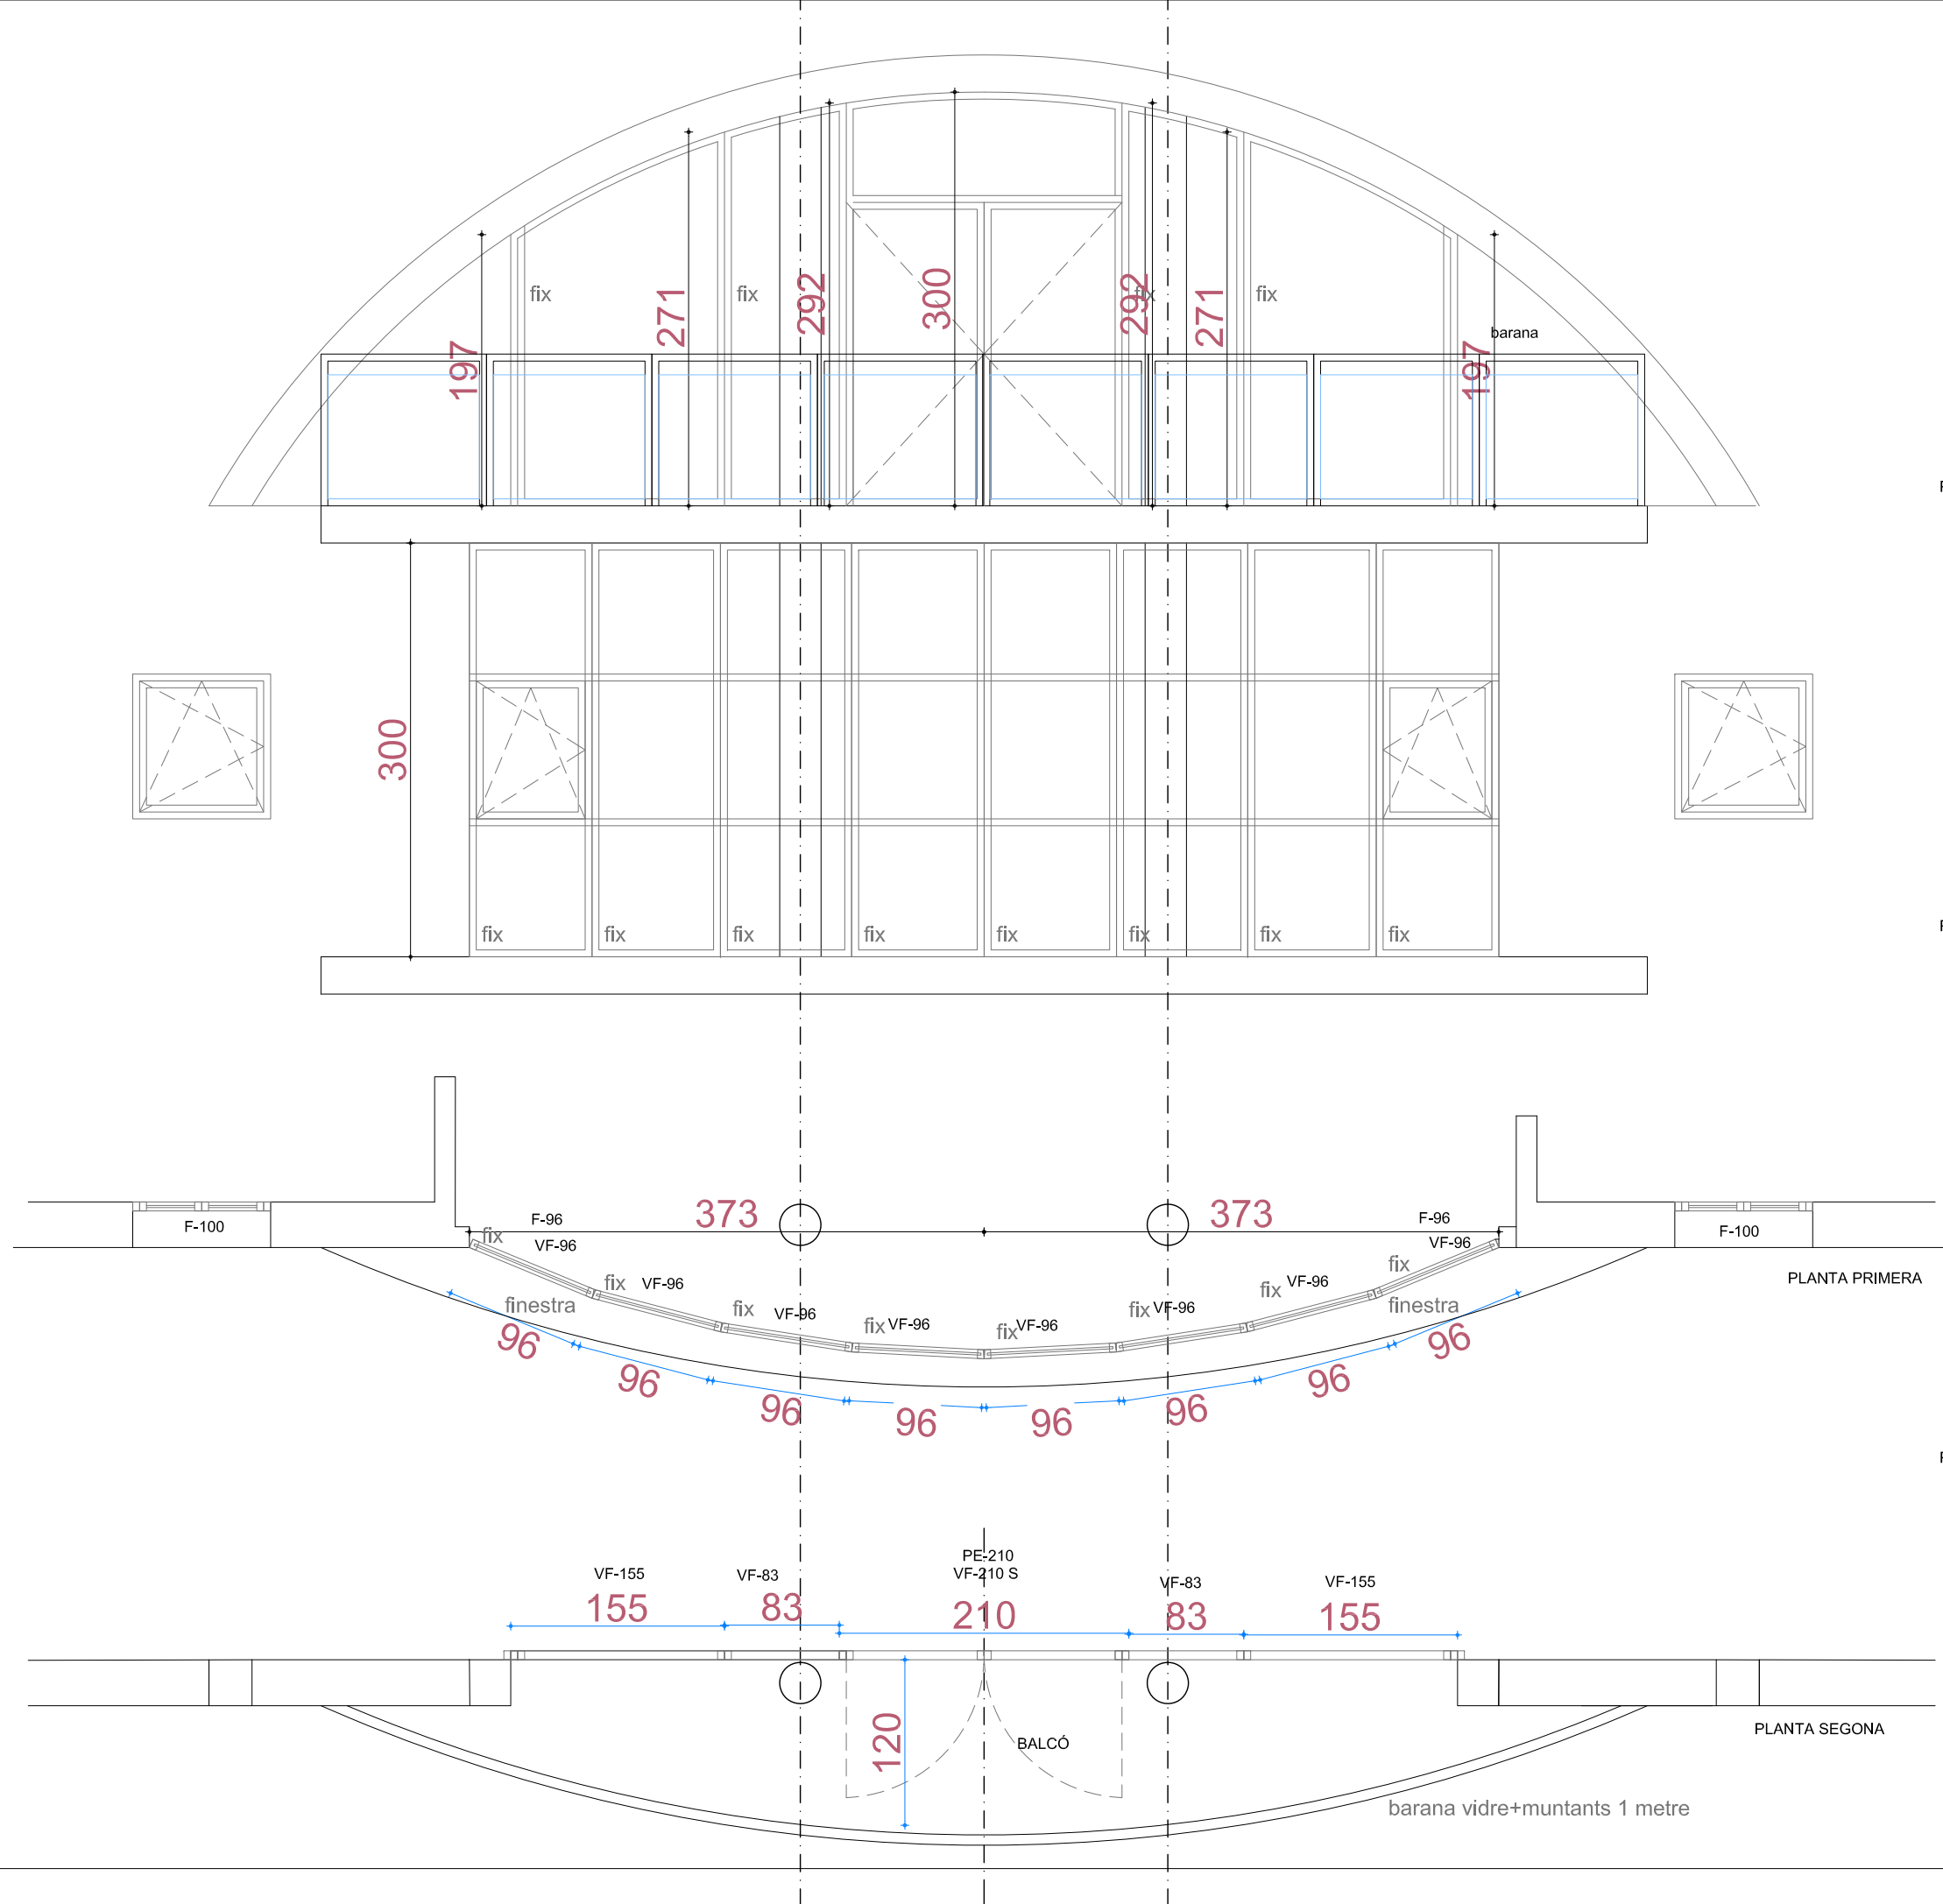 fix
fix
fix
fix
271
292
300
292
271
barana
197
197
300
fix
fix
fix
fix
fix
fix
fix
fix
373
373
F-96
F-96
F-100
F-100
fix
VF-96
VF-96
fix
fix
VF-96
fix
VF-96
PLANTA PRIMERA
finestra
fix
VF-96
fix
VF-96
fix
VF-96
fix
VF-96
finestra
96
96
96
96
96
96
96
96
PE-210
VF-155
VF-83
VF-210 S
VF-83
VF-155
155
83
210
83
155
120
BALCÓ
PLANTA SEGONA
barana vidre+muntants 1 metre